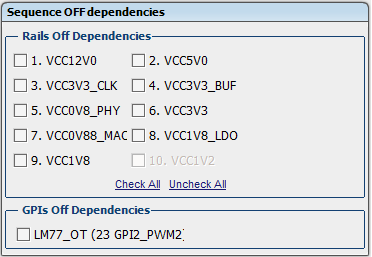 Sequence OFF dependencies
Rails Off Dependencies
1. VCC12V0 2. VCC5V0
3. VCC3V3_CLK 4. VCC3V3_BUF
5. VCC0V8_PHY 6. VCC3V3
7. VCC0V88_MAC 8. VCC1V8_LDO
9. VCC1V8 10. VCC1V2
Check All Uncheck All
GPIs Off Dependencies
LM77_OT (23 GPI2_PWM2)